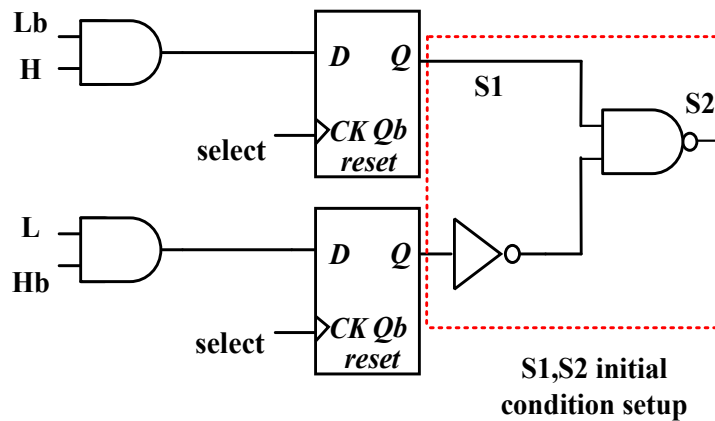 Lb
H
D
Q
S1
S2
select
CK Qb
reset
L
Hb
D
Q
select
CK Qb
reset
S1,S2 initial
condition setup